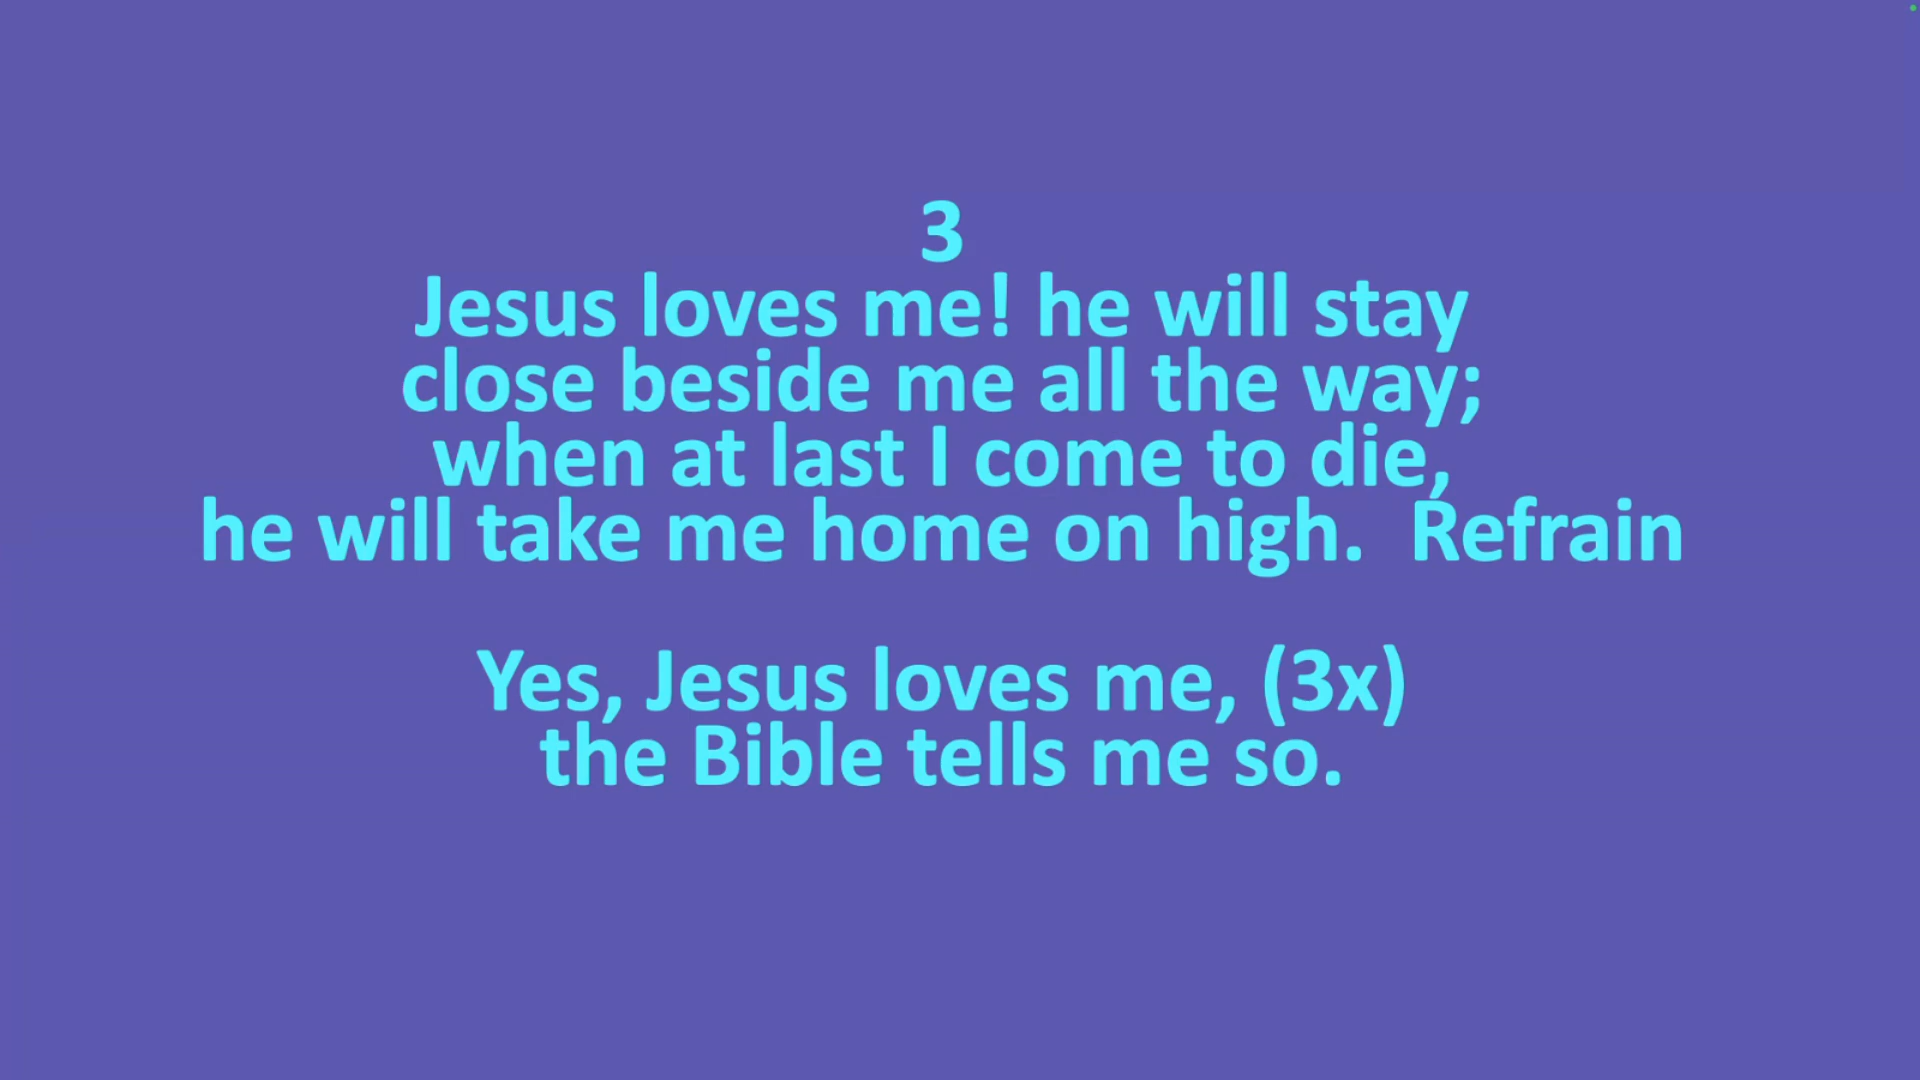 3
Jesus loves me! he will stay
close beside me all the way;
when at last I come to die,
he will take me home on high.  Refrain
Yes, Jesus loves me, (3x)
the Bible tells me so.